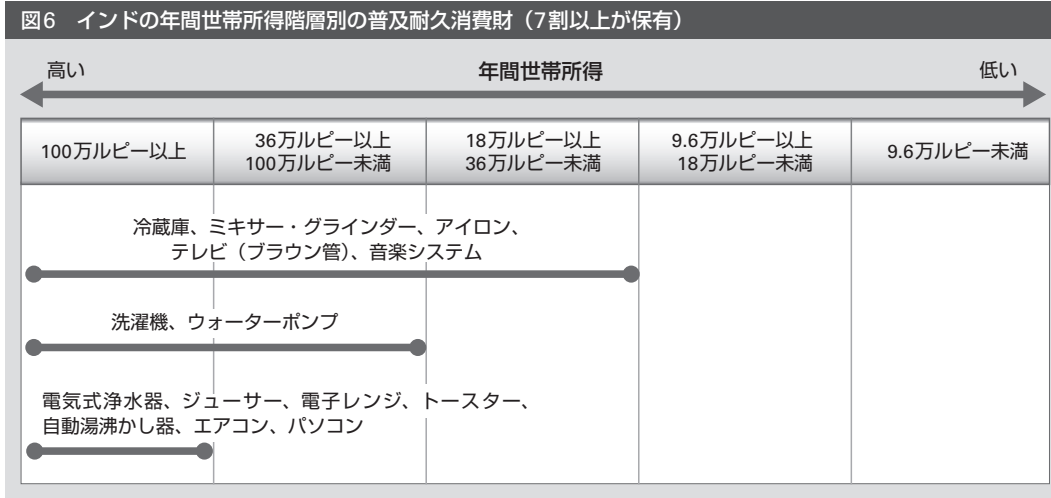 図6　インドの年間世帯所得階層別の普及耐久消費財（7割以上が保有）
高い
年間世帯所得
低い
100万ルピー以上
36万ルピー以上
100万ルピー未満
18万ルピー以上
36万ルピー未満
9.6万ルピー以上
18万ルピー未満
9.6万ルピー未満
冷蔵庫、ミキサー・グラインダー、アイロン、
テレビ（ブラウン管）、音楽システム
洗濯機、ウォーターポンプ
電気式浄水器、ジューサー、電子レンジ、トースター、
自動湯沸かし器、エアコン、パソコン